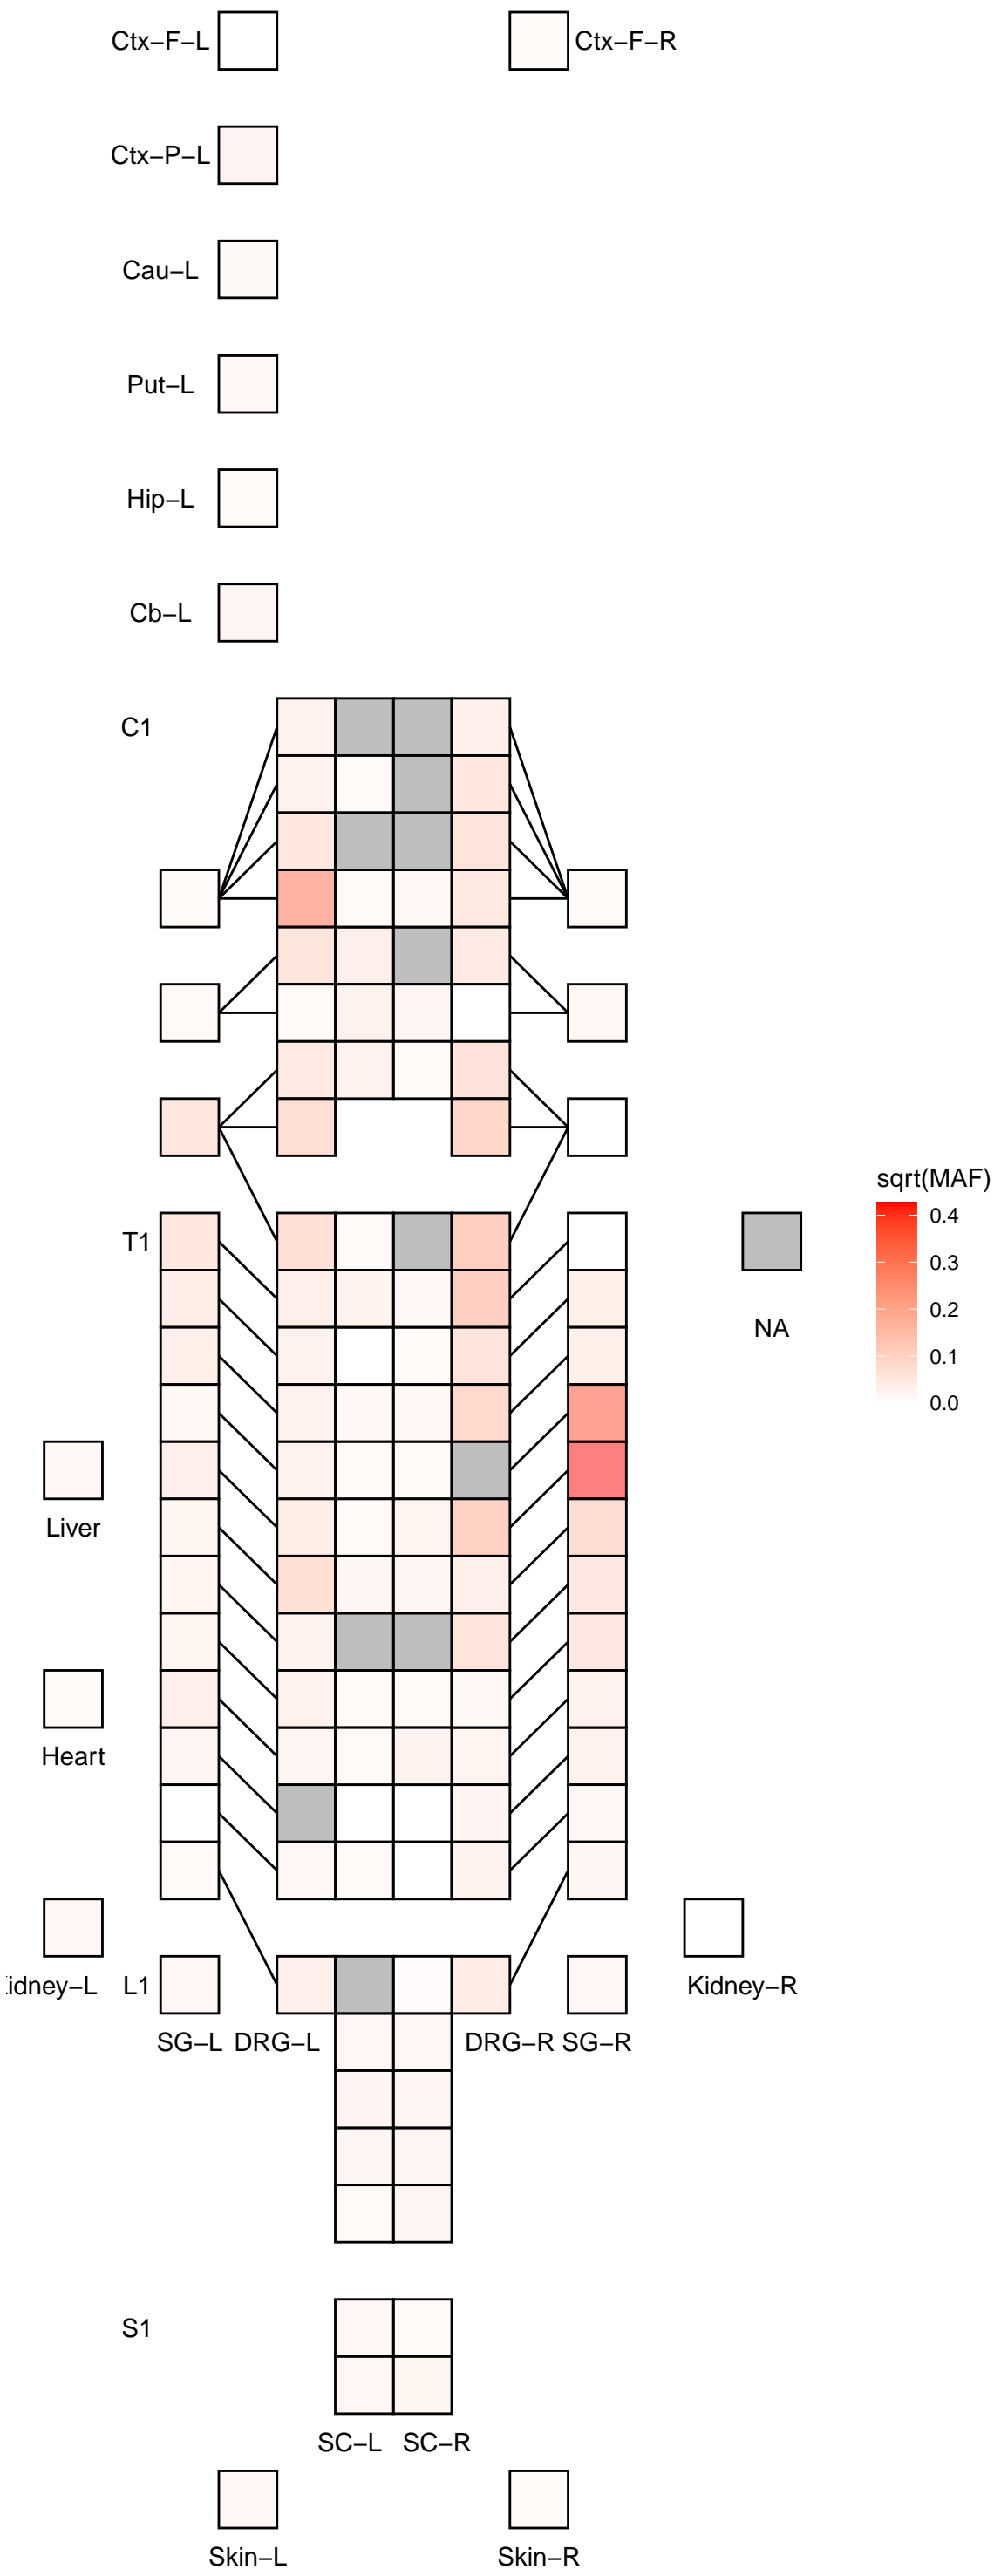 Ctx–F–L
Ctx–F–R
Ctx–P–L
Cau–L
Put–L
Hip–L
Cb–L
C1
sqrt(MAF)
0.4
0.3
0.2
0.1
0.0
T1
NA
Liver
Heart
idney–L
L1
Kidney–R
SG–L
DRG–L
DRG–R
SG–R
S1
SC–L
SC–R
Skin–L
Skin–R